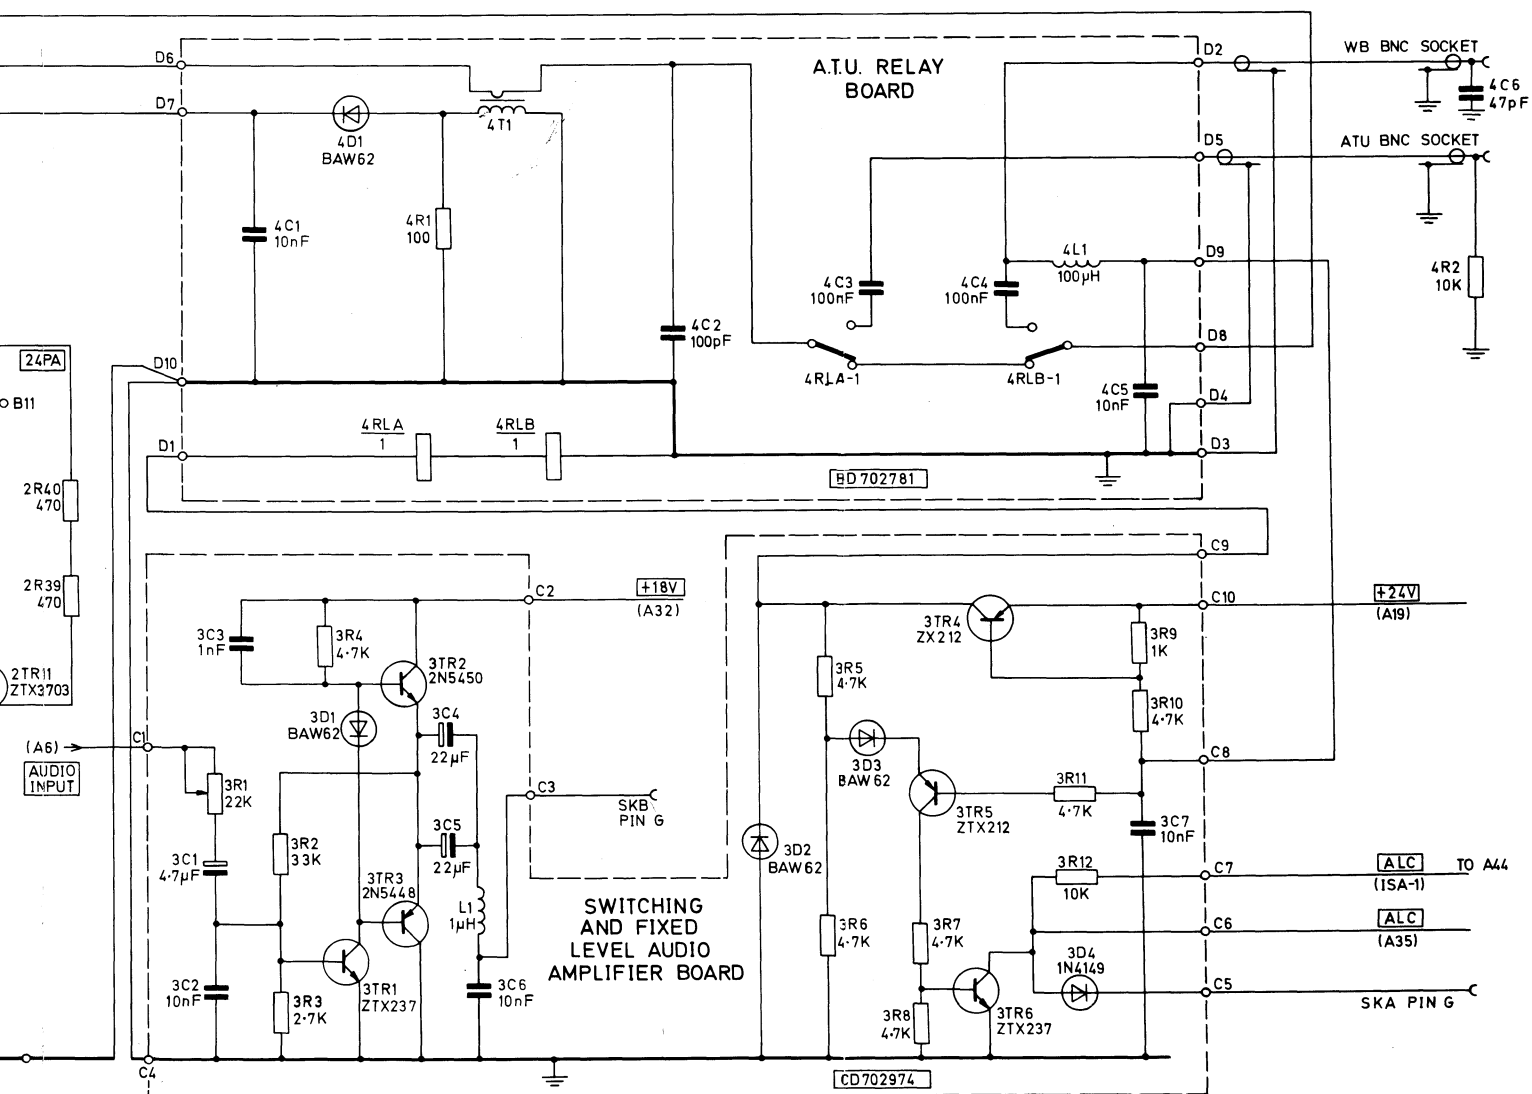 D6
A.T.U. RELAY
BOARD
D2
WB BNC SOCKET
4C6
47pF
D7
4D1
BAW62
4T1
D5
ATU BNC SOCKET
4C1
10nF
4R1
100
4L1
100µH
D9
4R2
10K
4C3
100nF
4C4
100nF
4C2
100pF
D8
24PA
D10
B11
4RLA-1
4RLB-1
4C5
10nF
D4
D1
4RLA
1
4RLB
1
D3
BD702781
2R40
470
2R39
470
C9
C2
+18V
(A32)
C10
+24V
(A19)
3C3
1nF
3R4
4·7K
3TR4
ZX212
3R9
1K
2TR11
ZTX3703
3TR2
2N5450
3R5
4·7K
3R10
4·7K
3D1
BAW62
3C4
22µF
(A6)
C1
AUDIO
INPUT
3D3
BAW62
C8
3R1
22K
C3
SKB
PIN G
3TR5
ZTX212
3R11
4·7K
3C7
10nF
3C1
4·7µF
3R2
33K
3C5
22µF
3D2
BAW62
3R12
10K
C7
ALC
(ISA-1)
TO A44
3TR3
2N5448
L1
1µH
SWITCHING
AND FIXED
LEVEL AUDIO
AMPLIFIER BOARD
3R6
4·7K
3R7
4·7K
C6
ALC
(A35)
3C2
10nF
3R3
2·7K
3TR1
ZTX237
3C6
10nF
3D4
1N4149
C5
SKA PIN G
3R8
4·7K
3TR6
ZTX237
C4
CD702974